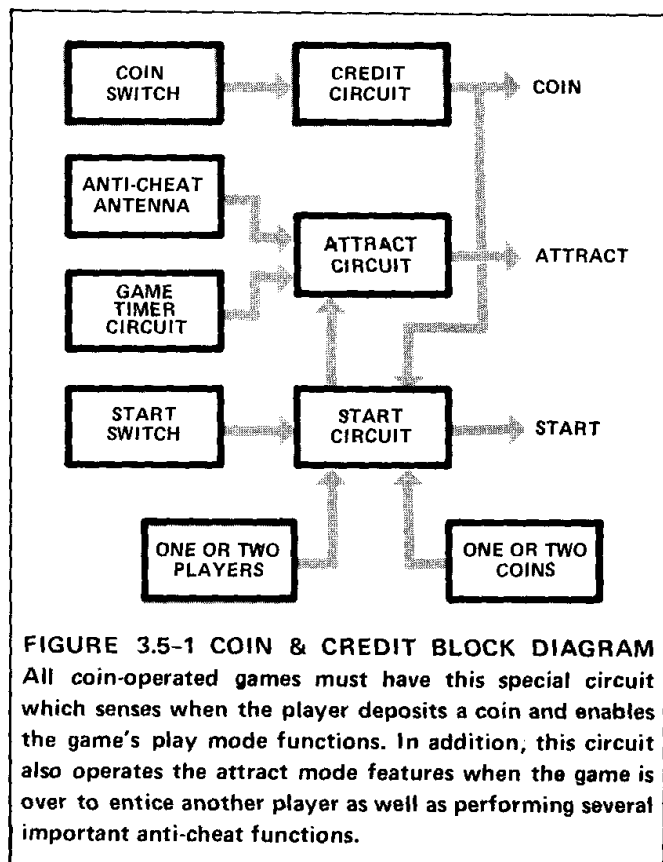 COIN
SWITCH
CREDIT
CIRCUIT
COIN
ANTI-CHEAT
ANTENNA
ATTRACT
CIRCUIT
ATTRACT
GAME
TIMER
CIRCUIT
START
SWITCH
START
CIRCUIT
START
ONE OR TWO
PLAYERS
ONE OR TWO
COINS
FIGURE 3.5-1 COIN & CREDIT BLOCK DIAGRAM
All coin-operated games must have this special circuit
which senses when the player deposits a coin and enables
the game's play mode functions. In addition, this circuit
also operates the attract mode features when the game is
over to entice another player as well as performing several
important anti-cheat functions.